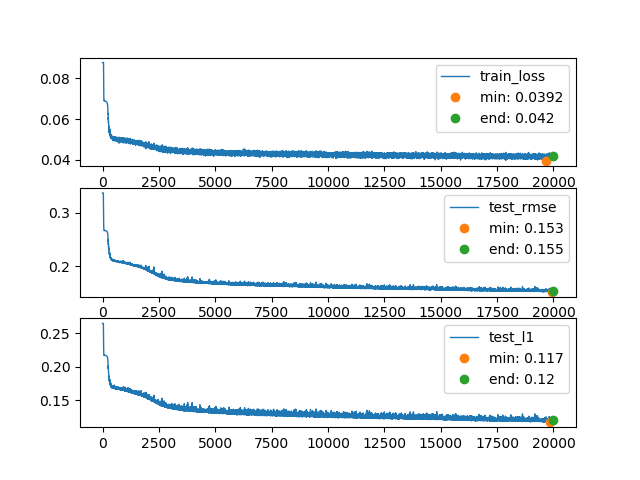 0.08
0.06
0.04
train_loss
min: 0.0392
end: 0.042
0 2500 5000 7500 10000 12500 15000 17500 20000
0.3
0.2
test_rmse
min: 0.153
end: 0.155
0 2500 5000 7500 10000 12500 15000 17500 20000
0.25
0.20
0.15
test_l1
min: 0.117
end: 0.12
0 2500 5000 7500 10000 12500 15000 17500 20000